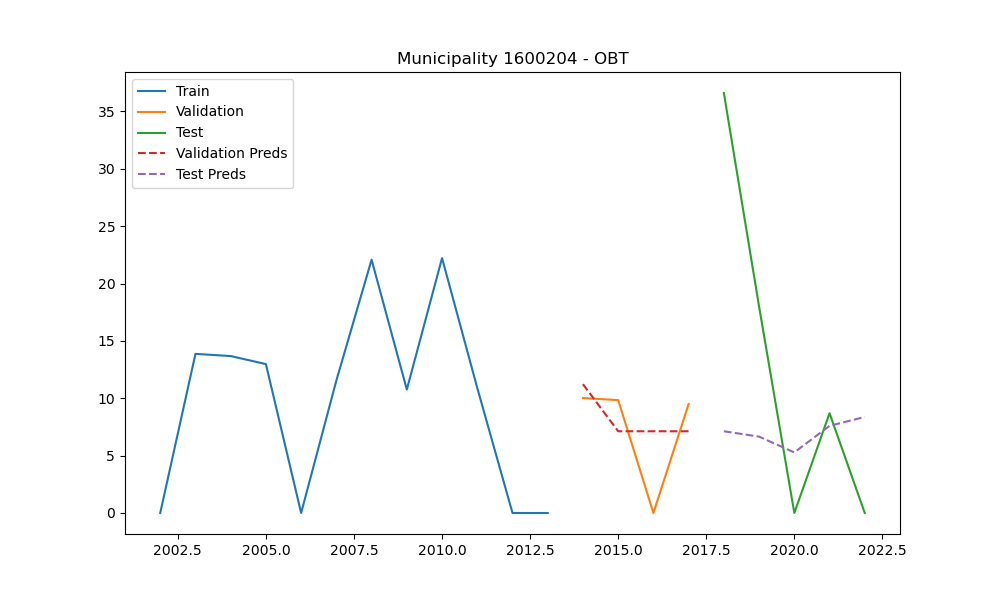 Municipality 1600204 - OBT
Train
Validation
Test
Validation Preds
Test Preds
35
30
25
20
15
10
5
0
2002.5 2005.0 2007.5 2010.0 2012.5 2015.0 2017.5 2020.0 2022.5